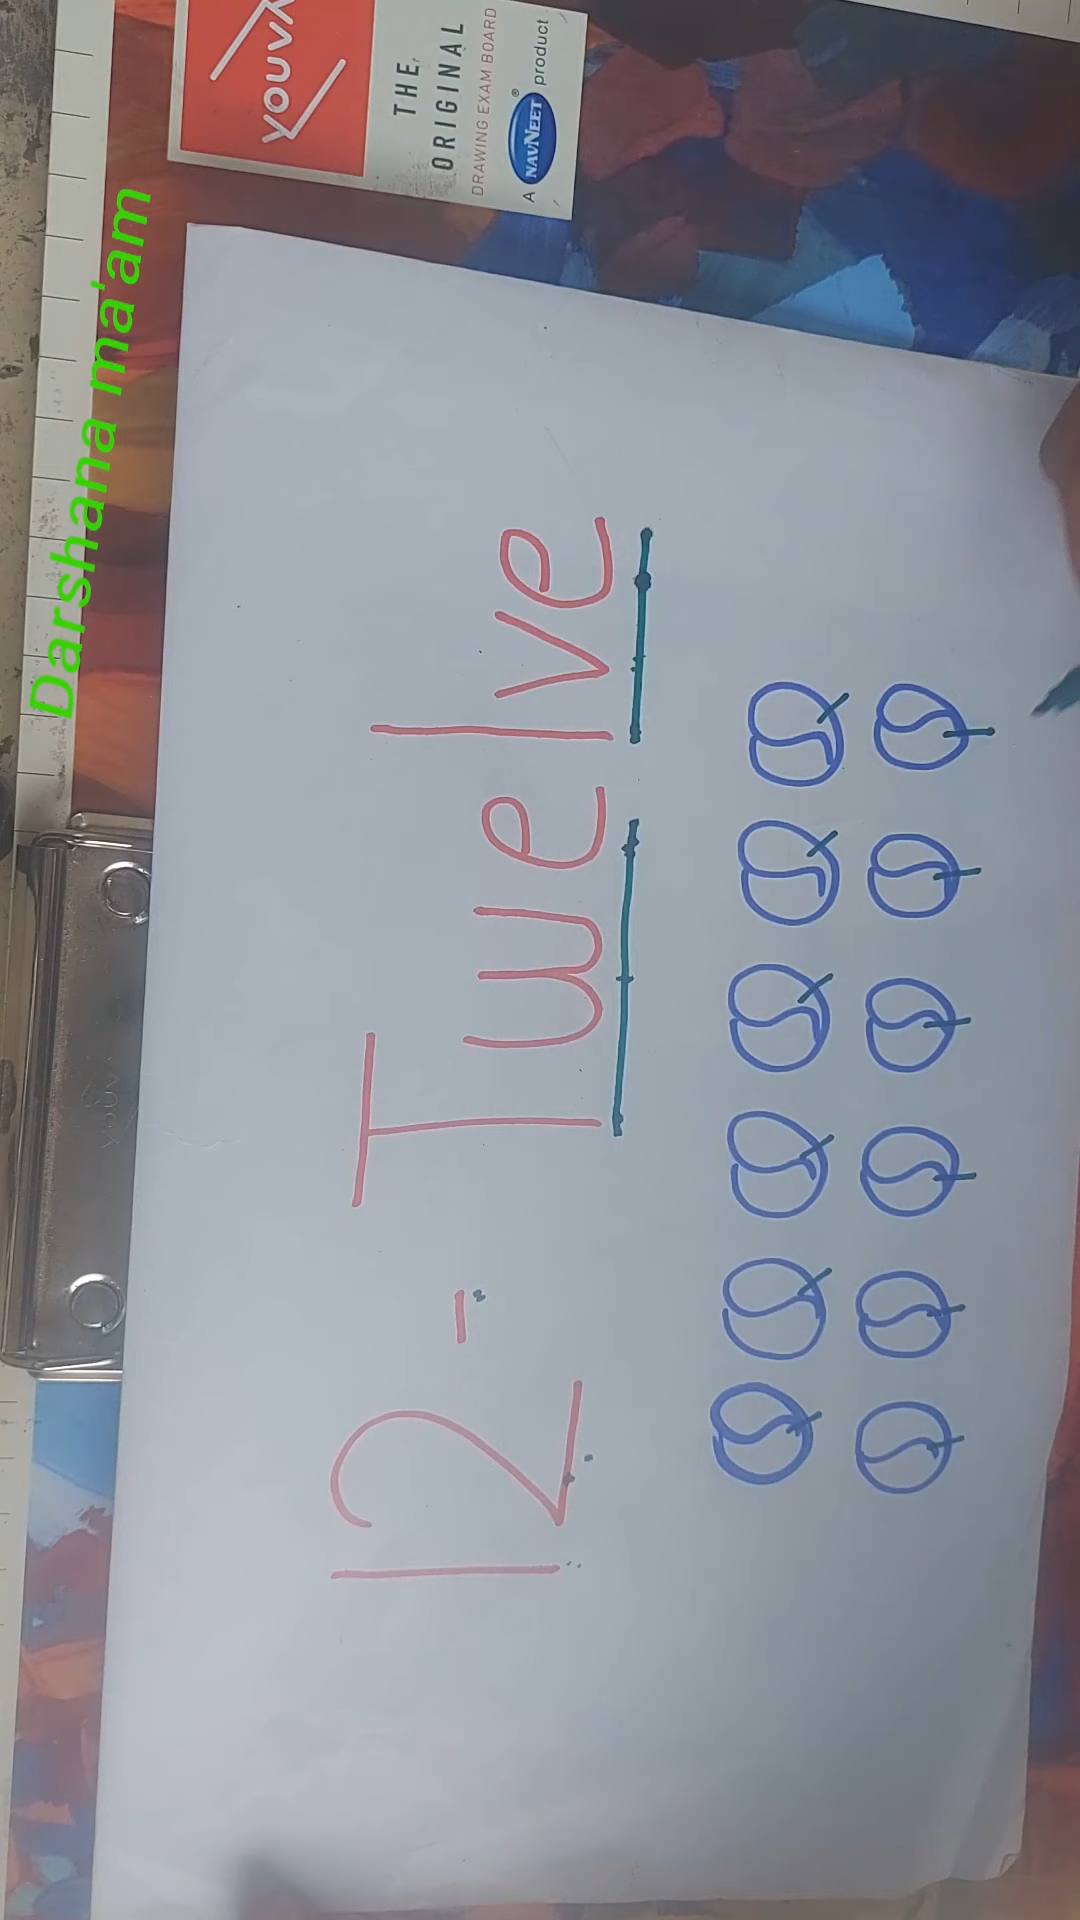 Darshana ma'am
YOUVA
THE
ORIGINAL
DRAWING EXAM BOARD
A NAVNEET® product
12 - Twelve